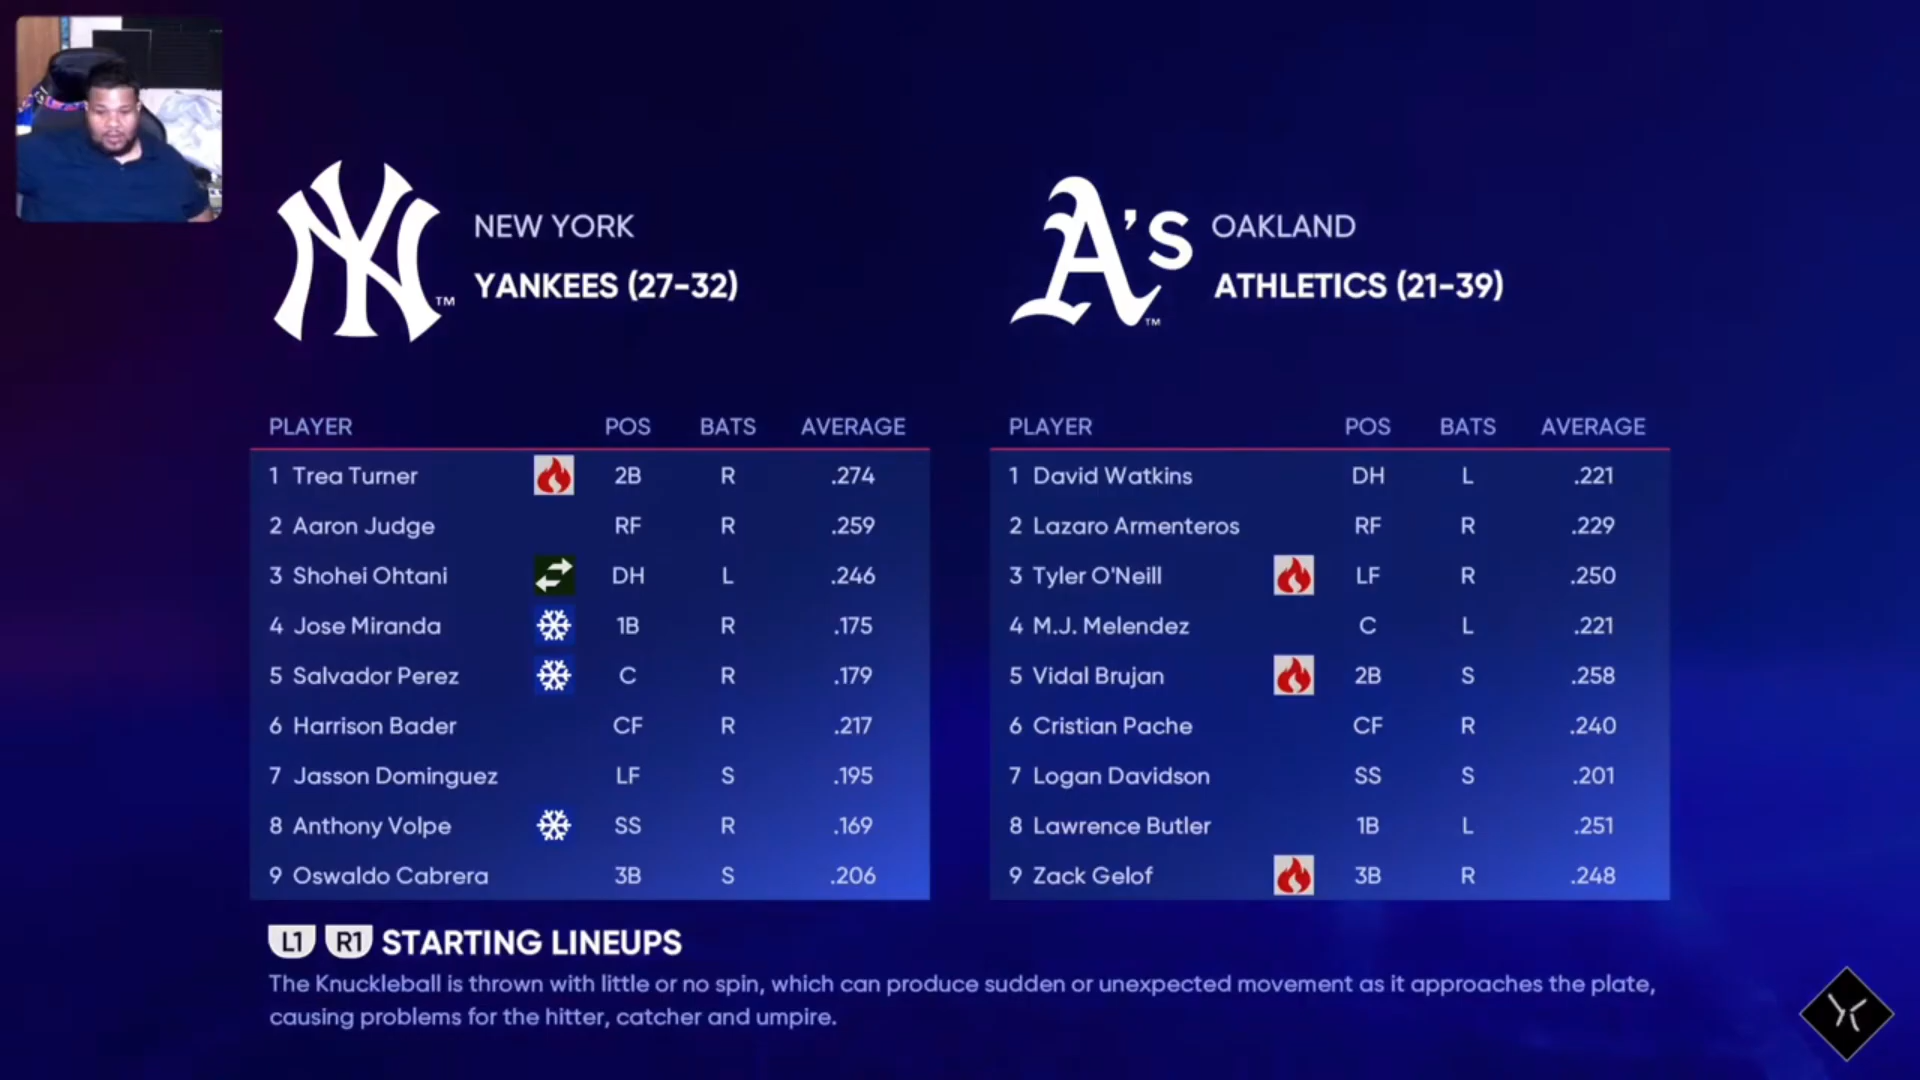 NEW YORK
YANKEES (27-32)
A's OAKLAND
ATHLETICS (21-39)
PLAYER POS BATS AVERAGE
1 Trea Turner 2B R .274
2 Aaron Judge RF R .259
3 Shohei Ohtani DH L .246
4 Jose Miranda 1B R .175
5 Salvador Perez C R .179
6 Harrison Bader CF R .217
7 Jasson Dominguez LF S .195
8 Anthony Volpe SS R .169
9 Oswaldo Cabrera 3B S .206
PLAYER POS BATS AVERAGE
1 David Watkins DH L .221
2 Lazaro Armenteros RF R .229
3 Tyler O'Neill LF R .250
4 M.J. Melendez C L .221
5 Vidal Brujan 2B S .258
6 Cristian Pache CF R .240
7 Logan Davidson SS S .201
8 Lawrence Butler 1B L .251
9 Zack Gelof 3B R .248
L1 R1 STARTING LINEUPS
The Knuckleball is thrown with little or no spin, which can produce sudden or unexpected movement as it approaches the plate,
causing problems for the hitter, catcher and umpire.